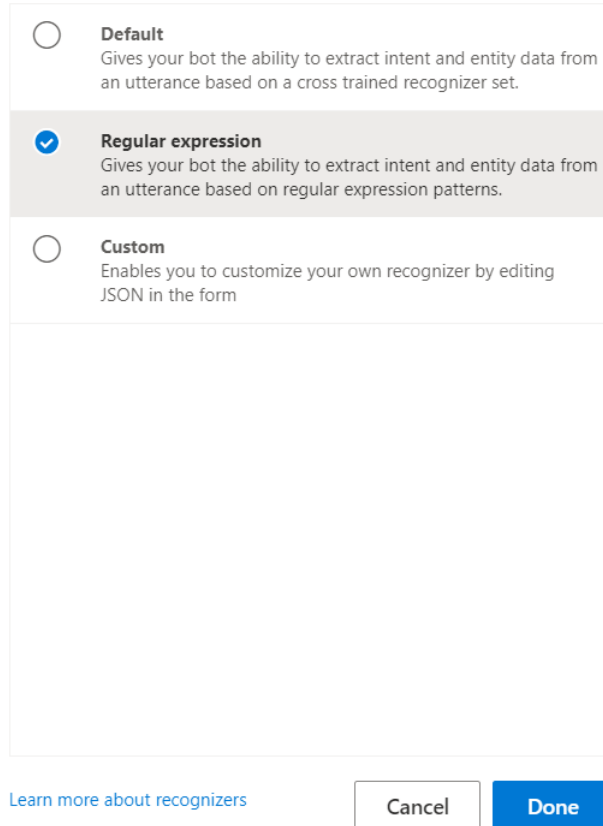 Default
Gives your bot the ability to extract intent and entity data from
an utterance based on a cross trained recognizer set.
Regular expression
Gives your bot the ability to extract intent and entity data from
an utterance based on regular expression patterns.
Custom
Enables you to customize your own recognizer by editing
JSON in the form
Learn more about recognizers
Cancel
Done